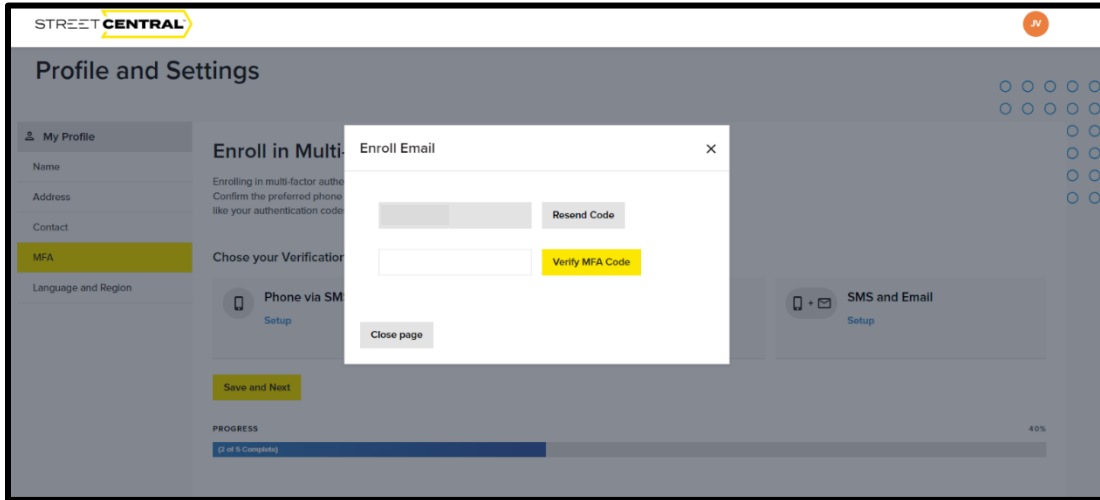 STREETCENTRAL
JV
Profile and Settings
My Profile
Name
Address
Contact
MFA
Language and Region
Enroll in Multi-
Enrolling in multi-factor authe
Confirm the preferred phone
like your authentication code
Chose your Verification
Phone via SM
Setup
SMS and Email
Setup
Save and Next
PROGRESS
40%
(2 of 5 Complete)
Enroll Email
×
Resend Code
Verify MFA Code
Close page